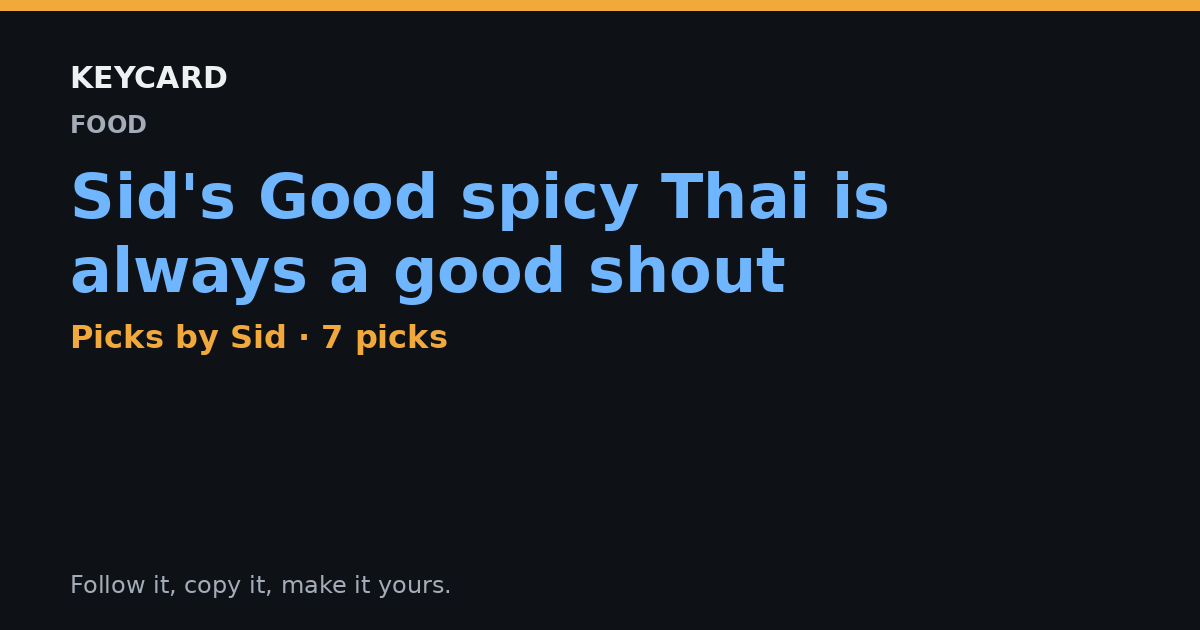 KEYCARD
FOOD
Sid's Good spicy Thai is
always a good shout
Picks by Sid · 7 picks
Follow it, copy it, make it yours.